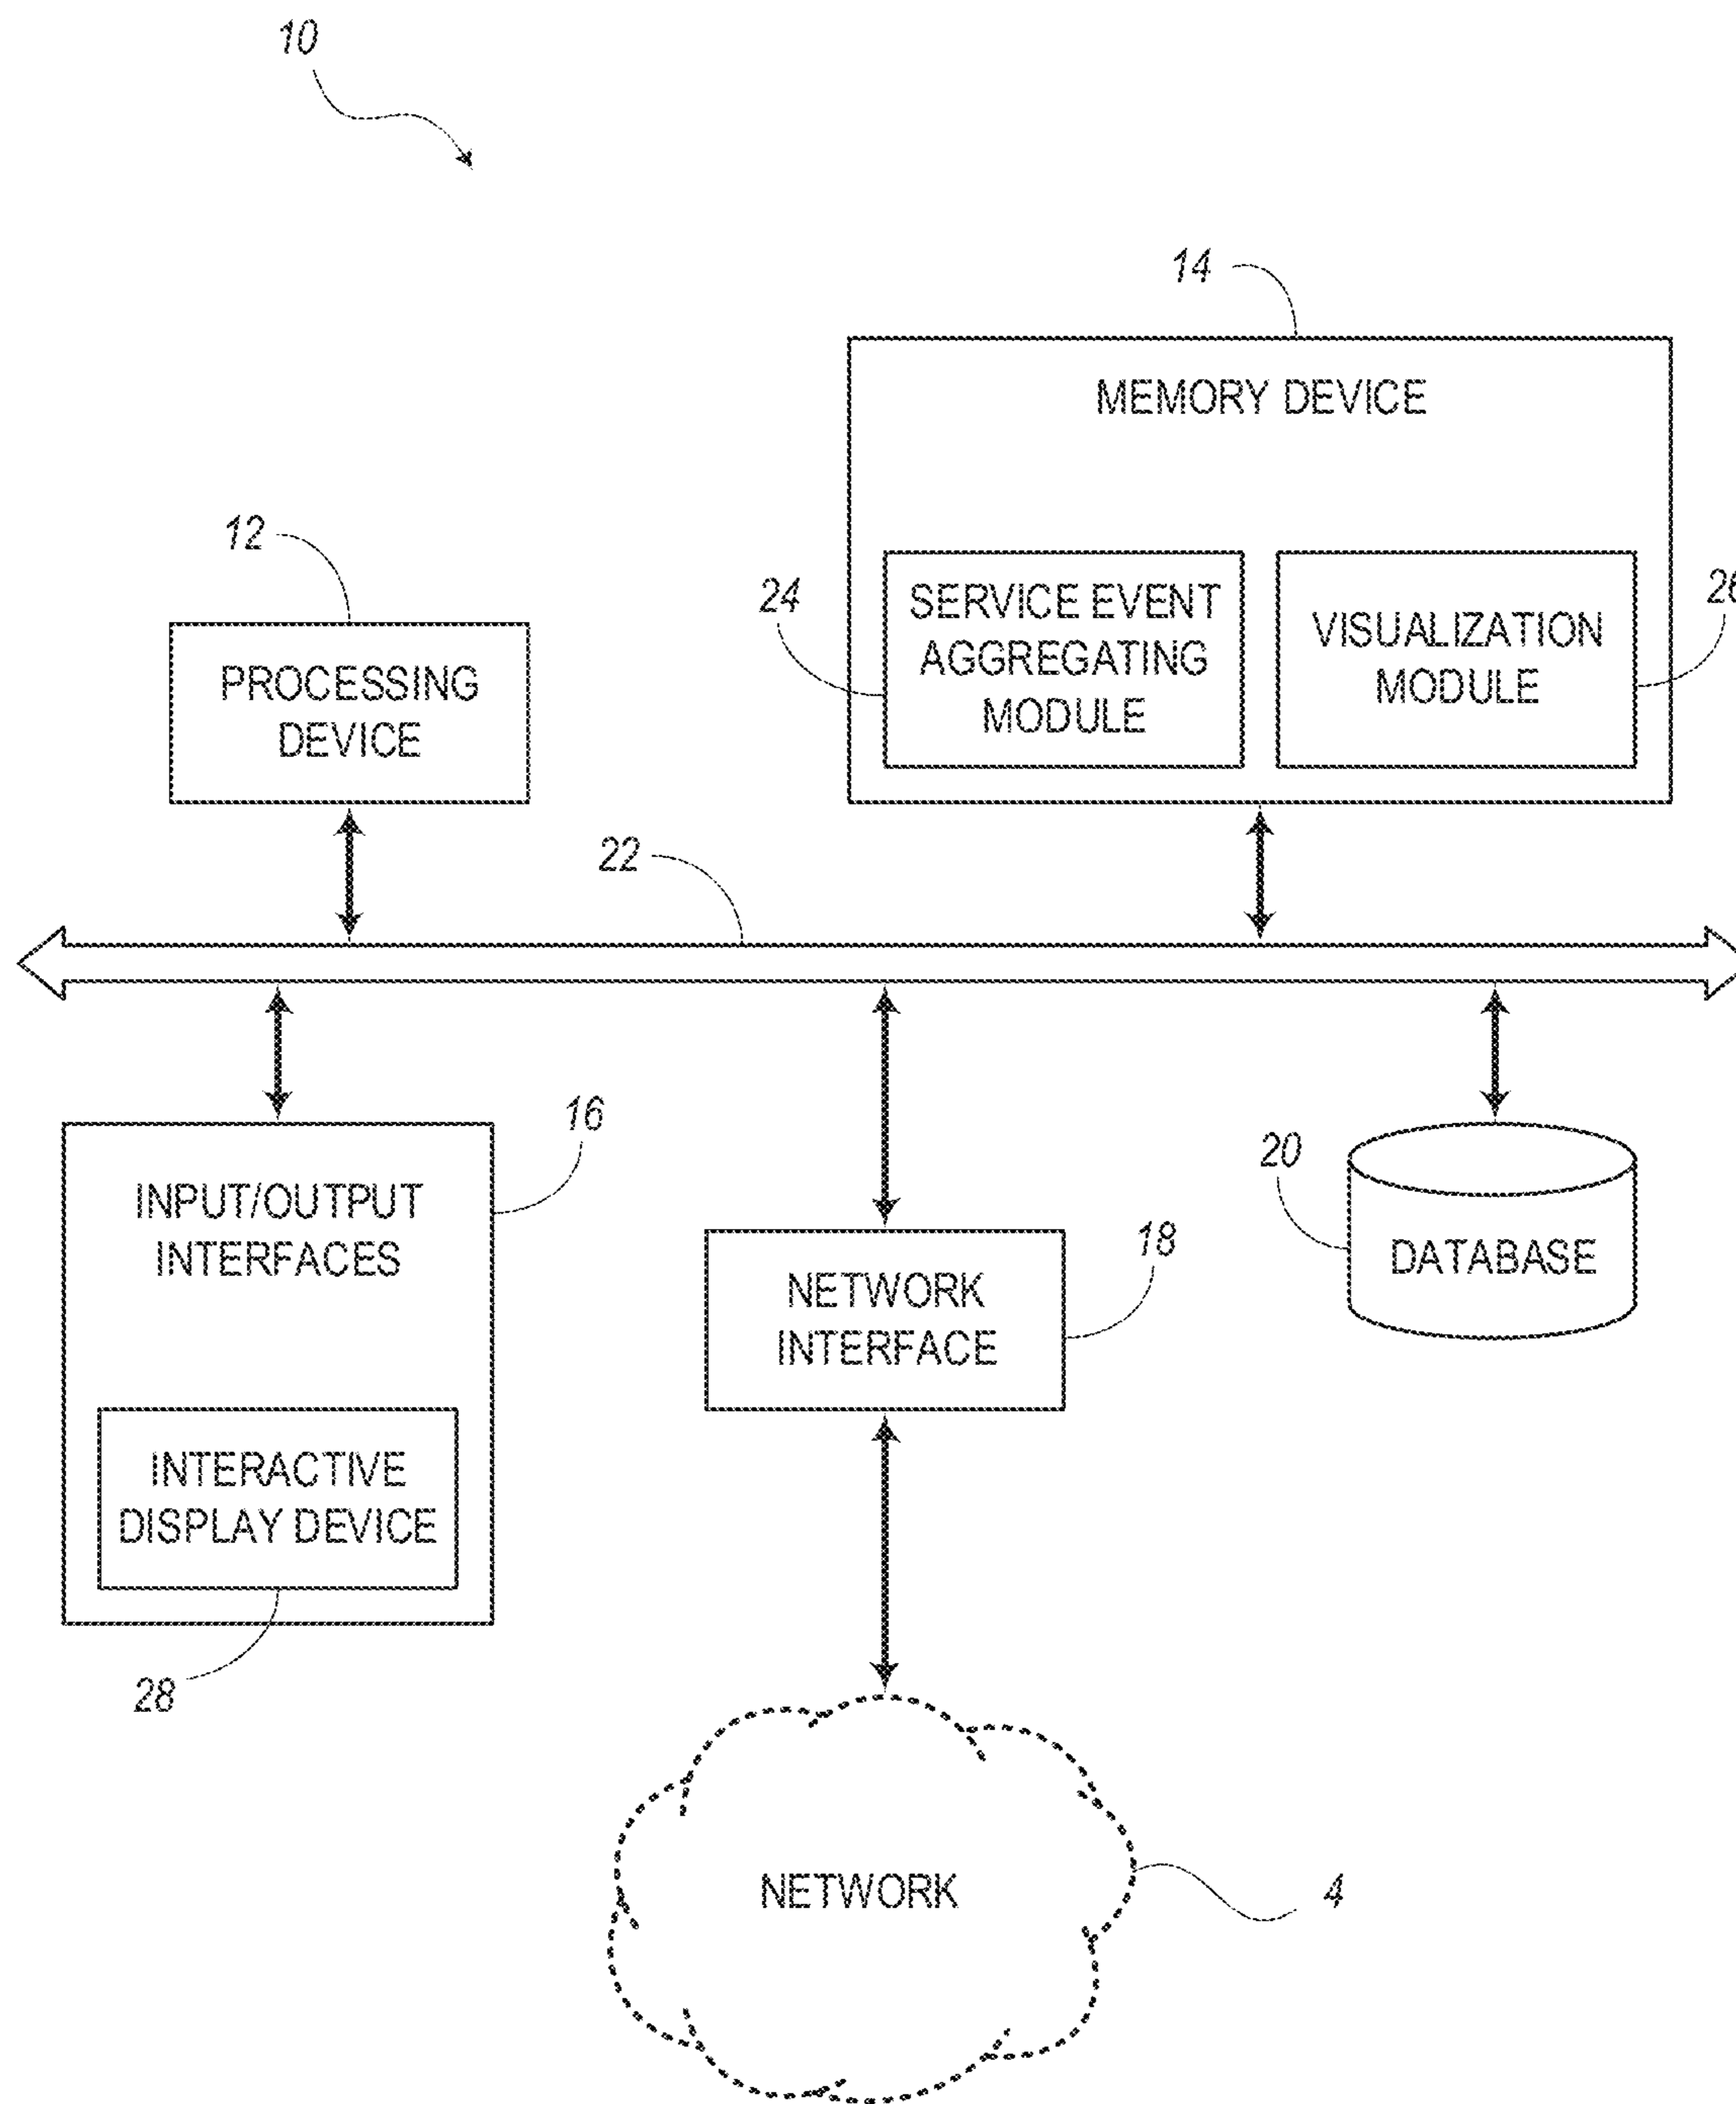 10
14
MEMORY DEVICE
12
24
SERVICE EVENT
AGGREGATING
MODULE
VISUALIZATION
MODULE
26
PROCESSING
DEVICE
22
16
INPUT/OUTPUT
INTERFACES
18
NETWORK
INTERFACE
20
DATABASE
INTERACTIVE
DISPLAY DEVICE
28
NETWORK
4